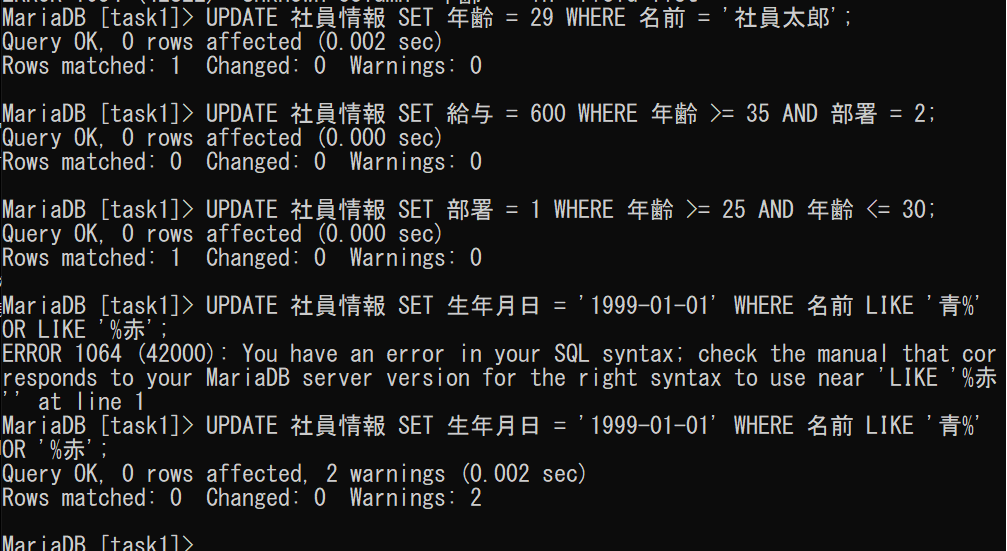 MariaDB [task1]> UPDATE 社員情報 SET 年齢 = 29 WHERE 名前 = '社員太郎';
Query OK, 0 rows affected (0.002 sec)
Rows matched: 1  Changed: 0  Warnings: 0
MariaDB [task1]> UPDATE 社員情報 SET 給与 = 600 WHERE 年齢 >= 35 AND 部署 = 2;
Query OK, 0 rows affected (0.000 sec)
Rows matched: 0  Changed: 0  Warnings: 0
MariaDB [task1]> UPDATE 社員情報 SET 部署 = 1 WHERE 年齢 >= 25 AND 年齢 <= 30;
Query OK, 0 rows affected (0.000 sec)
Rows matched: 1  Changed: 0  Warnings: 0
MariaDB [task1]> UPDATE 社員情報 SET 生年月日 = '1999-01-01' WHERE 名前 LIKE '青%'
OR LIKE '%赤';
ERROR 1064 (42000): You have an error in your SQL syntax; check the manual that cor
responds to your MariaDB server version for the right syntax to use near 'LIKE '%赤
'' at line 1
MariaDB [task1]> UPDATE 社員情報 SET 生年月日 = '1999-01-01' WHERE 名前 LIKE '青%'
OR '%赤';
Query OK, 0 rows affected, 2 warnings (0.002 sec)
Rows matched: 0  Changed: 0  Warnings: 2
MariaDB [task1]>